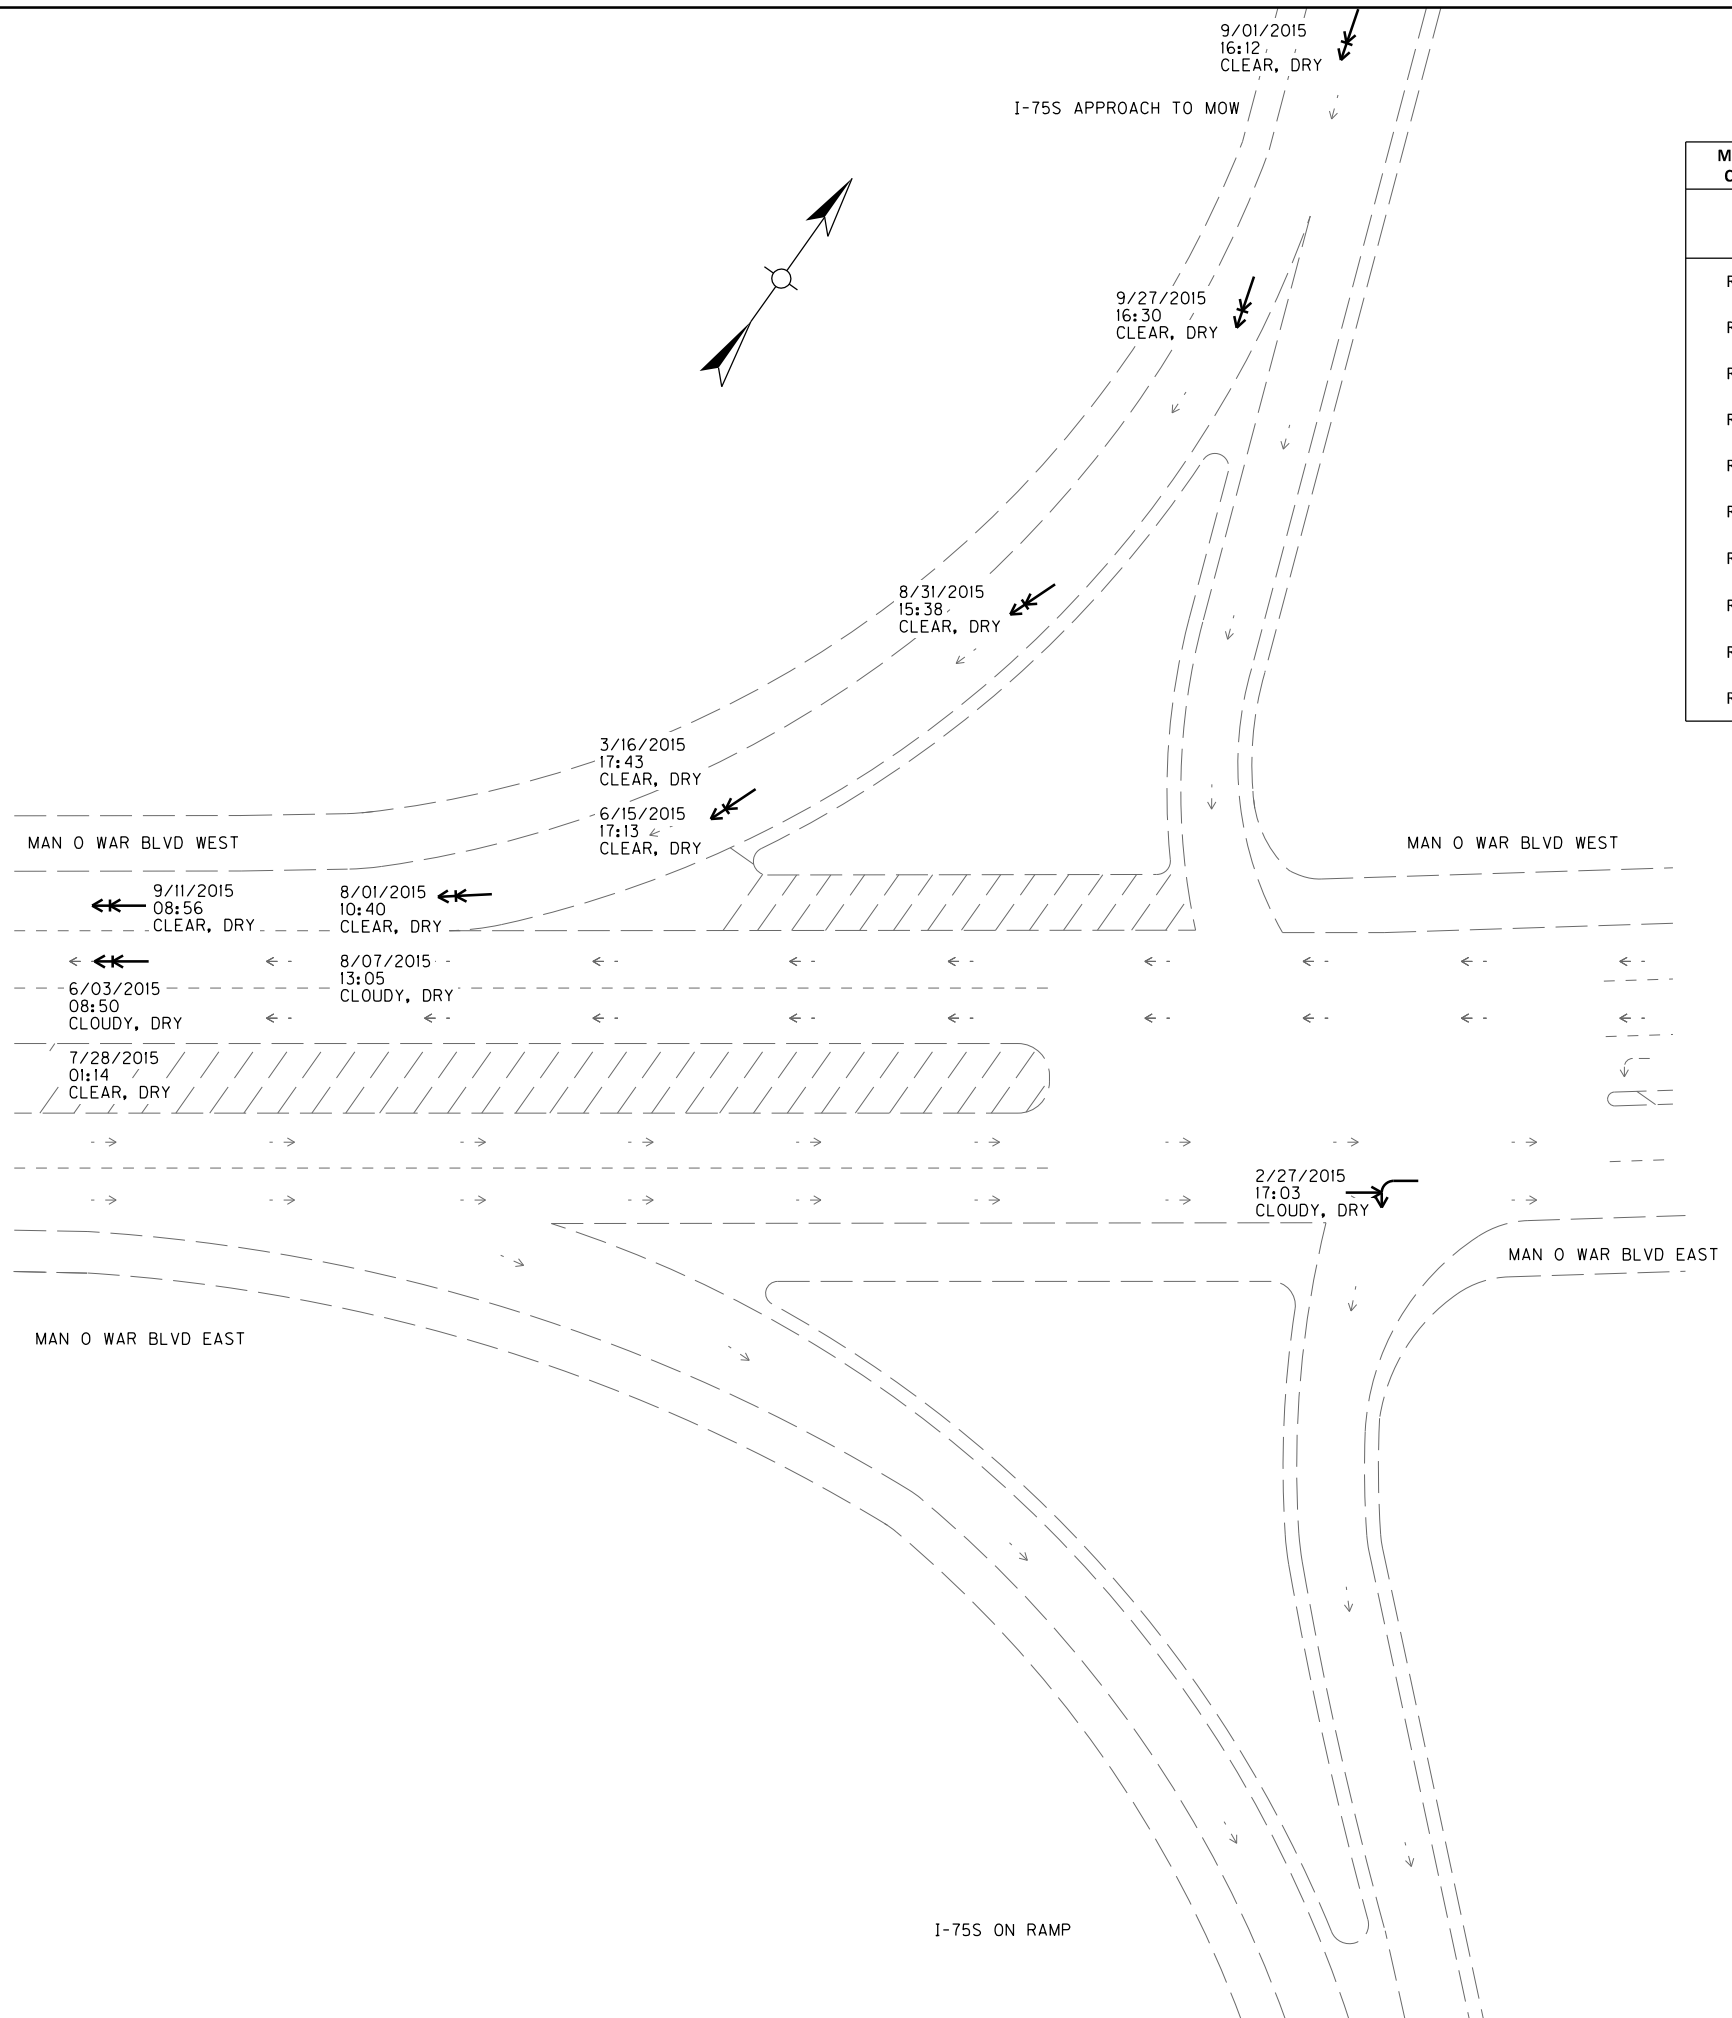 9/01/2015
16:12
CLEAR, DRY
I-75S APPROACH TO MOW
M
R
R
R
R
R
R
R
R
R
R
9/27/2015
16:30
CLEAR, DRY
8/31/2015
15:38
CLEAR, DRY
3/16/2015
17:43
CLEAR, DRY
6/15/2015
17:13
CLEAR, DRY
MAN O WAR BLVD WEST
MAN O WAR BLVD WEST
9/11/2015
08:56
CLEAR, DRY
8/01/2015
10:40
CLEAR, DRY
8/07/2015
13:05
CLOUDY, DRY
6/03/2015
08:50
CLOUDY, DRY
7/28/2015
01:14
CLEAR, DRY
2/27/2015
17:03
CLOUDY, DRY
MAN O WAR BLVD EAST
MAN O WAR BLVD EAST
I-75S ON RAMP